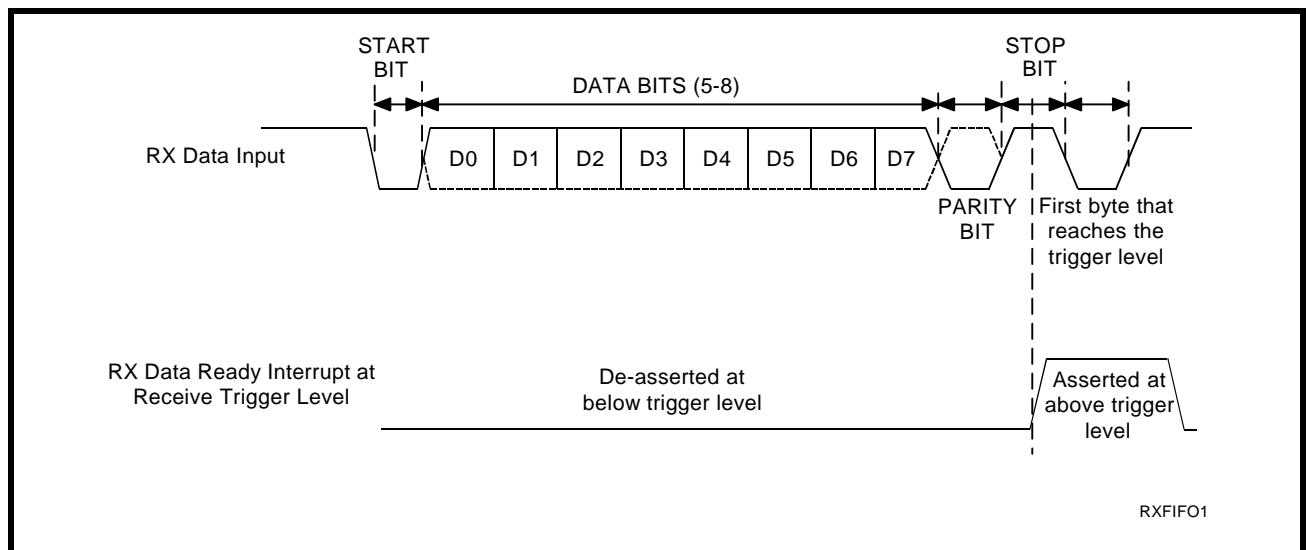 START
BIT
STOP
BIT
DATA BITS (5-8)
RX Data Input
D0 D1 D2 D3 D4 D5 D6 D7
PARITY
BIT
First byte that
reaches the
trigger level
RX Data Ready Interrupt at
Receive Trigger Level
De-asserted at
below trigger level
Asserted at
above trigger
level
RXFIFO1